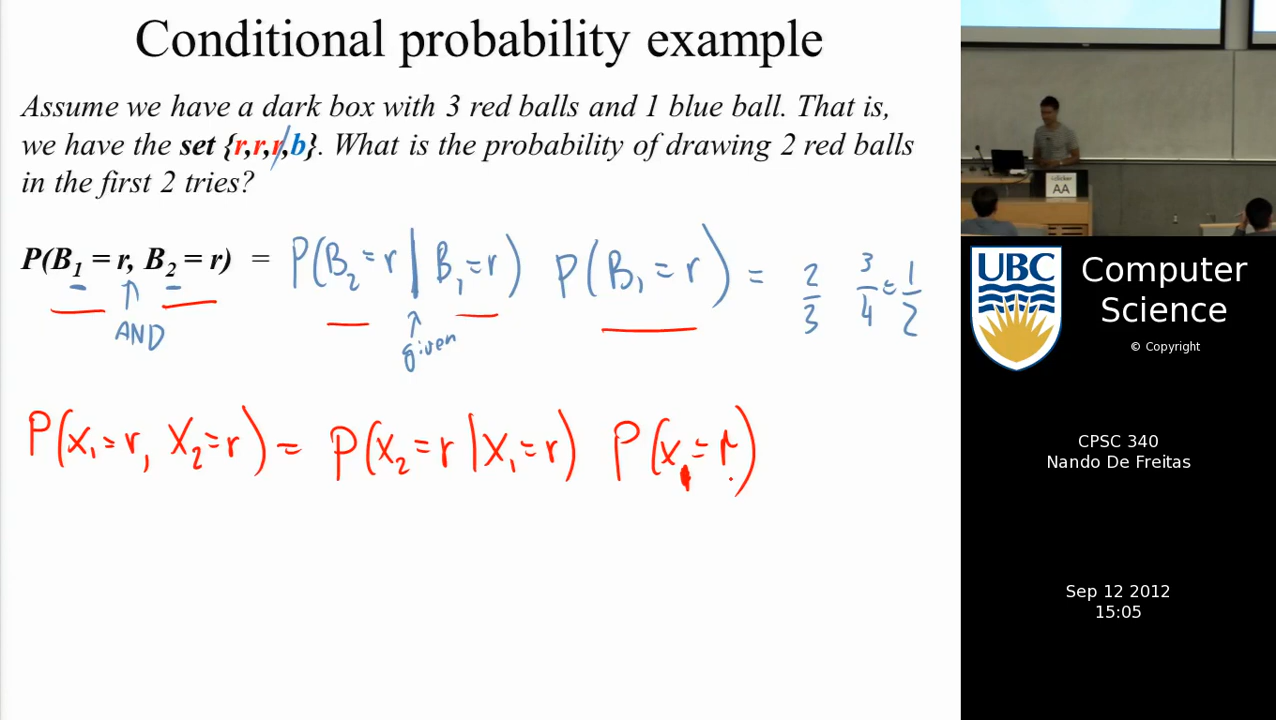 Conditional probability example
Assume we have a dark box with 3 red balls and 1 blue ball. That is,
we have the set {r,r,r,b}. What is the probability of drawing 2 red balls
in the first 2 tries?
P(B₁ = r, B₂ = r) = P(B₂ = r | B₁ = r) P(B₁ = r) = 2/3 3/4 = 1/2
AND
given
P(X₁=r, X₂=r) = P(X₂=r | X₁=r) P(X₁=r)
AA
UBC
Computer
Science
© Copyright
CPSC 340
Nando De Freitas
Sep 12 2012
15:05